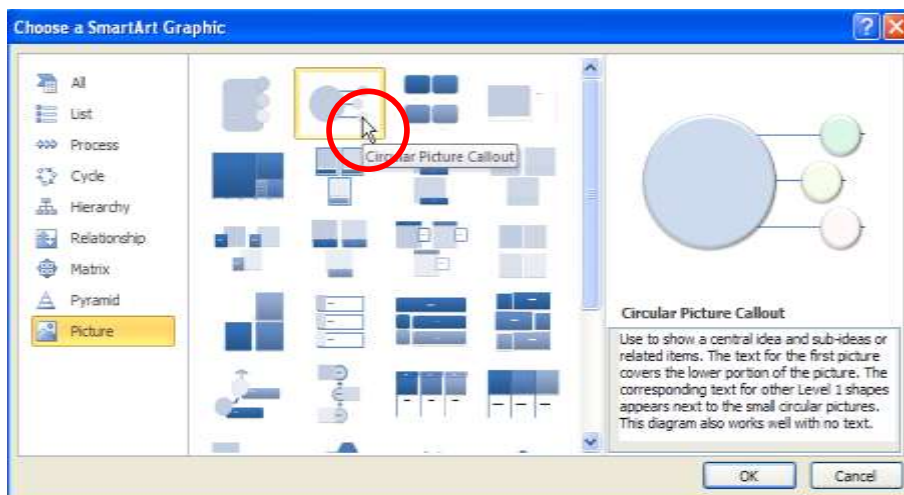 Choose a SmartArt Graphic
All
List
Process
Cycle
Hierarchy
Relationship
Matrix
Pyramid
Picture
Circular Picture Callout
Circular Picture Callout
Use to show a central idea and sub-ideas or
related items. The text for the first picture
covers the lower portion of the picture. The
corresponding text for other Level 1 shapes
appears next to the small circular pictures.
This diagram also works well with no text.
OK
Cancel